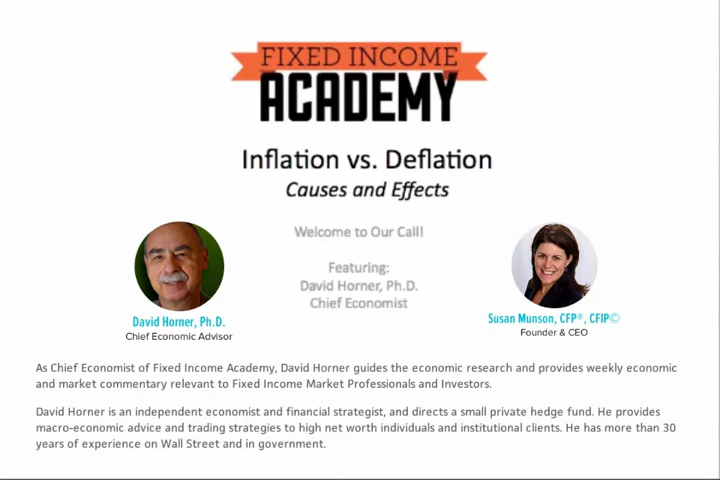 FIXED INCOME
ACADEMY
Inflation vs. Deflation
Causes and Effects
Welcome to Our Call!
Featuring:
David Horner, Ph.D.
Chief Economist
David Horner, Ph.D.
Chief Economic Advisor
Susan Munson, CFP®, CFIP©
Founder & CEO
As Chief Economist of Fixed Income Academy, David Horner guides the economic research and provides weekly economic
and market commentary relevant to Fixed Income Market Professionals and Investors.
David Horner is an independent economist and financial strategist, and directs a small private hedge fund. He provides
macro-economic advice and trading strategies to high net worth individuals and institutional clients. He has more than 30
years of experience on Wall Street and in government.